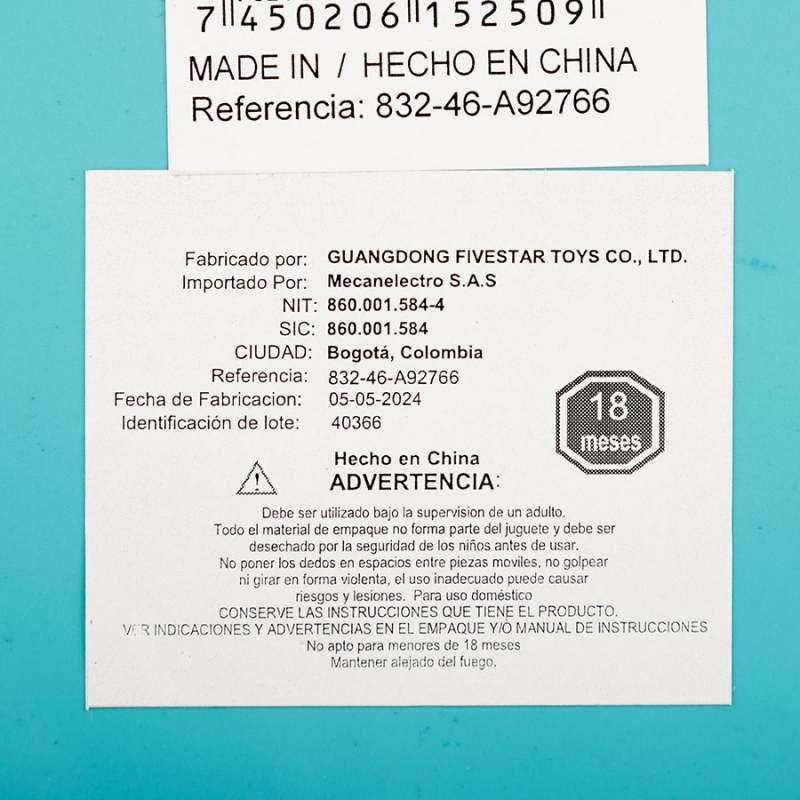 7 450206 152509
MADE IN / HECHO EN CHINA
Referencia: 832-46-A92766
Fabricado por: GUANGDONG FIVESTAR TOYS CO., LTD.
Importado Por: Mecanelectro S.A.S
NIT: 860.001.584-4
SIC: 860.001.584
CIUDAD: Bogotá, Colombia
Referencia: 832-46-A92766
Fecha de Fabricacion: 05-05-2024
Identificación de lote: 40366
18
meses
Hecho en China
ADVERTENCIA:
Debe ser utilizado bajo la supervision de un adulto.
Todo el material de empaque no forma parte del juguete y debe ser
desechado por la seguridad de los niños antes de usar.
No poner los dedos en espacios entre piezas moviles, no golpear
ni girar en forma violenta, el uso inadecuado puede causar
riesgos y lesiones. Para uso doméstico
CONSERVE LAS INSTRUCCIONES QUE TIENE EL PRODUCTO.
VER INDICACIONES Y ADVERTENCIAS EN EL EMPAQUE Y/O MANUAL DE INSTRUCCIONES
No apto para menores de 18 meses
Mantener alejado del fuego.